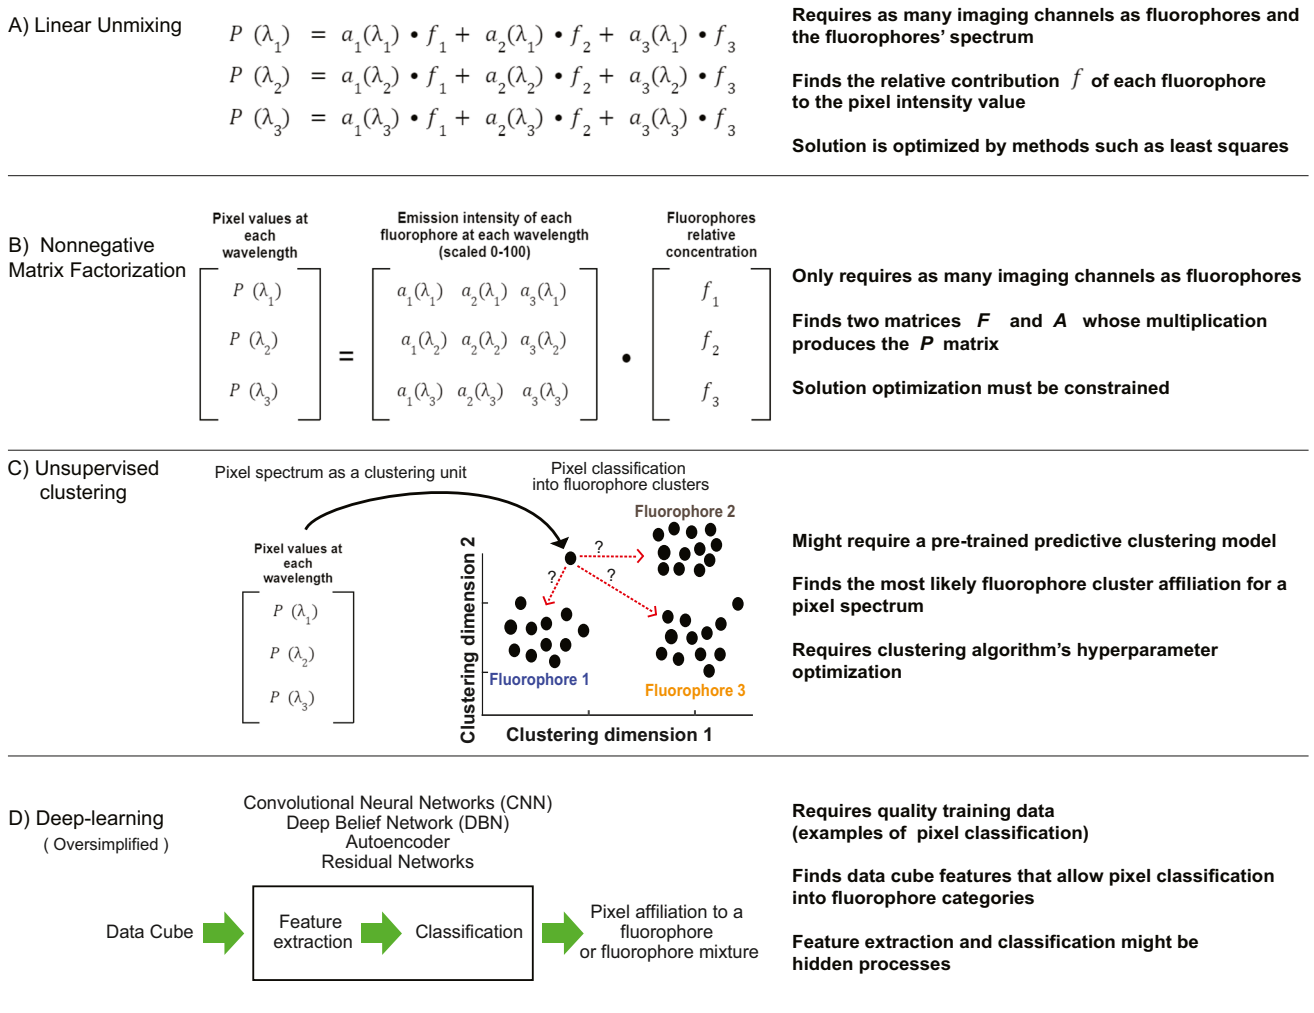 A) Linear Unmixing
P (λ1) = a1(λ1) • f1 + a2(λ1) • f2 + a3(λ1) • f3
P (λ2) = a1(λ2) • f1 + a2(λ2) • f2 + a3(λ2) • f3
P (λ3) = a1(λ3) • f1 + a2(λ3) • f2 + a3(λ3) • f3
Requires as many imaging channels as fluorophores and
the fluorophores' spectrum
Finds the relative contribution f of each fluorophore
to the pixel intensity value
Solution is optimized by methods such as least squares
B) Nonnegative
Matrix Factorization
Pixel values at
each
wavelength
P (λ1)
P (λ2)
P (λ3)
=
Emission intensity of each
fluorophore at each wavelength
(scaled 0-100)
a1(λ1) a2(λ1) a3(λ1)
a1(λ2) a2(λ2) a3(λ2)
a1(λ3) a2(λ3) a3(λ3)
•
Fluorophores
relative
concentration
f1
f2
f3
Only requires as many imaging channels as fluorophores
Finds two matrices F and A whose multiplication
produces the P matrix
Solution optimization must be constrained
C) Unsupervised
clustering
Pixel spectrum as a clustering unit
Pixel values at
each
wavelength
P (λ1)
P (λ2)
P (λ3)
Pixel classification
into fluorophore clusters
Fluorophore 2
?
?
?
Fluorophore 1
Fluorophore 3
Clustering dimension 2
Clustering dimension 1
Might require a pre-trained predictive clustering model
Finds the most likely fluorophore cluster affiliation for a
pixel spectrum
Requires clustering algorithm's hyperparameter
optimization
D) Deep-learning
( Oversimplified )
Convolutional Neural Networks (CNN)
Deep Belief Network (DBN)
Autoencoder
Residual Networks
Data Cube
Feature
extraction
Classification
Pixel affiliation to a
fluorophore
or fluorophore mixture
Requires quality training data
(examples of pixel classification)
Finds data cube features that allow pixel classification
into fluorophore categories
Feature extraction and classification might be
hidden processes